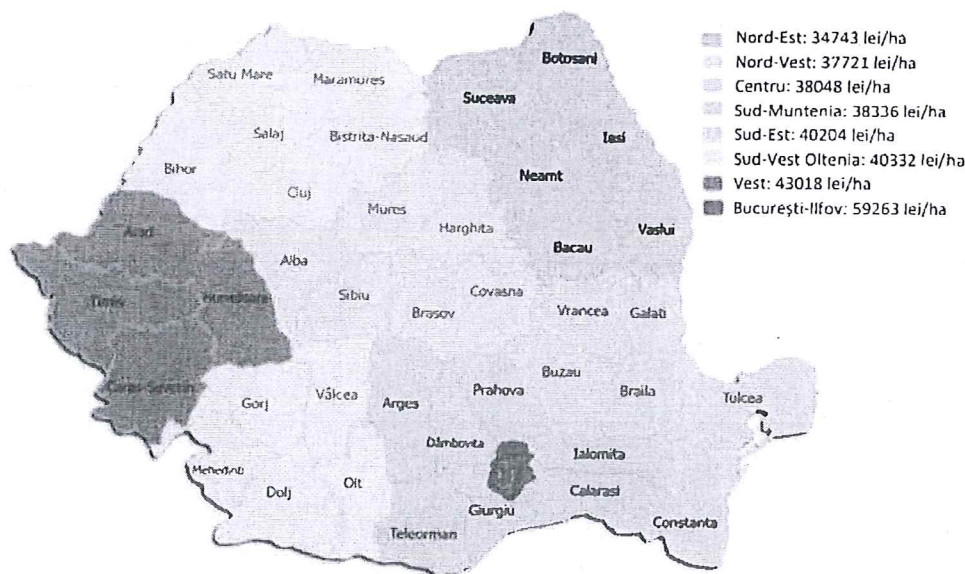 Nord-Est: 34743 lei/ha
Nord-Vest: 37721 lei/ha
Centru: 38048 lei/ha
Sud-Muntenia: 38336 lei/ha
Sud-Est: 40204 lei/ha
Sud-Vest Oltenia: 40332 lei/ha
Vest: 43018 lei/ha
București-Ilfov: 59263 lei/ha
Botosani
Satu Mare
Maramures
Suceava
Salaj
Bistrita-Nasaud
Iasi
Bihor
Neamt
Cluj
Mures
Harghita
Vaslui
Arad
Bacau
Alba
Covasna
Timis
Hunedoara
Sibiu
Brasov
Vrancea
Galati
Caras-Severin
Gorj
Vâlcea
Arges
Prahova
Buzau
Braila
Tulcea
Dâmbovita
Ialomita
Mehedinti
Dolj
Olt
Calarasi
Giurgiu
Teleorman
Constanta